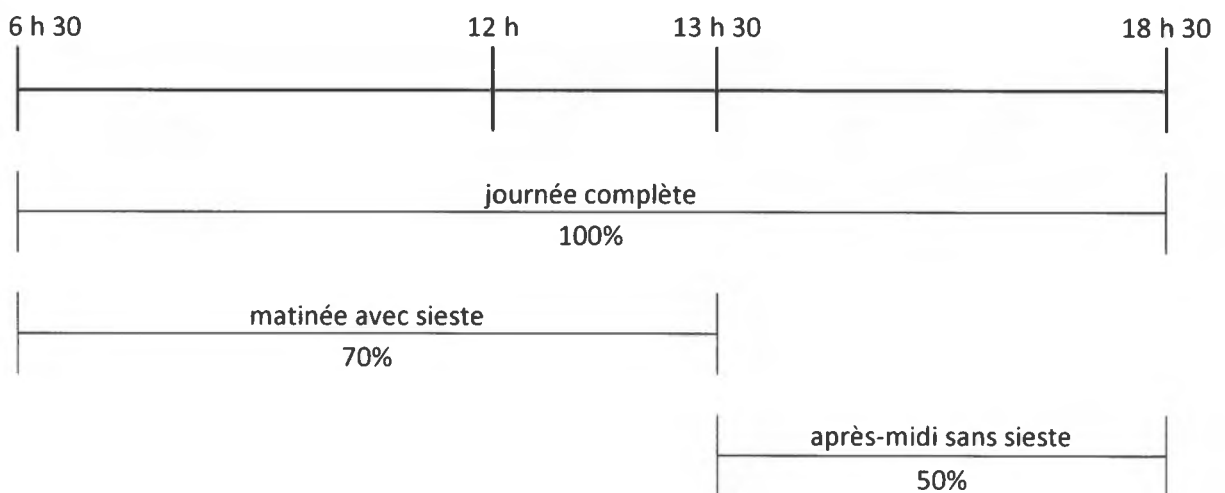 6 h 30 12 h 13 h 30 18 h 30
journée complète
100%
matinée avec sieste
70%
après-midi sans sieste
50%